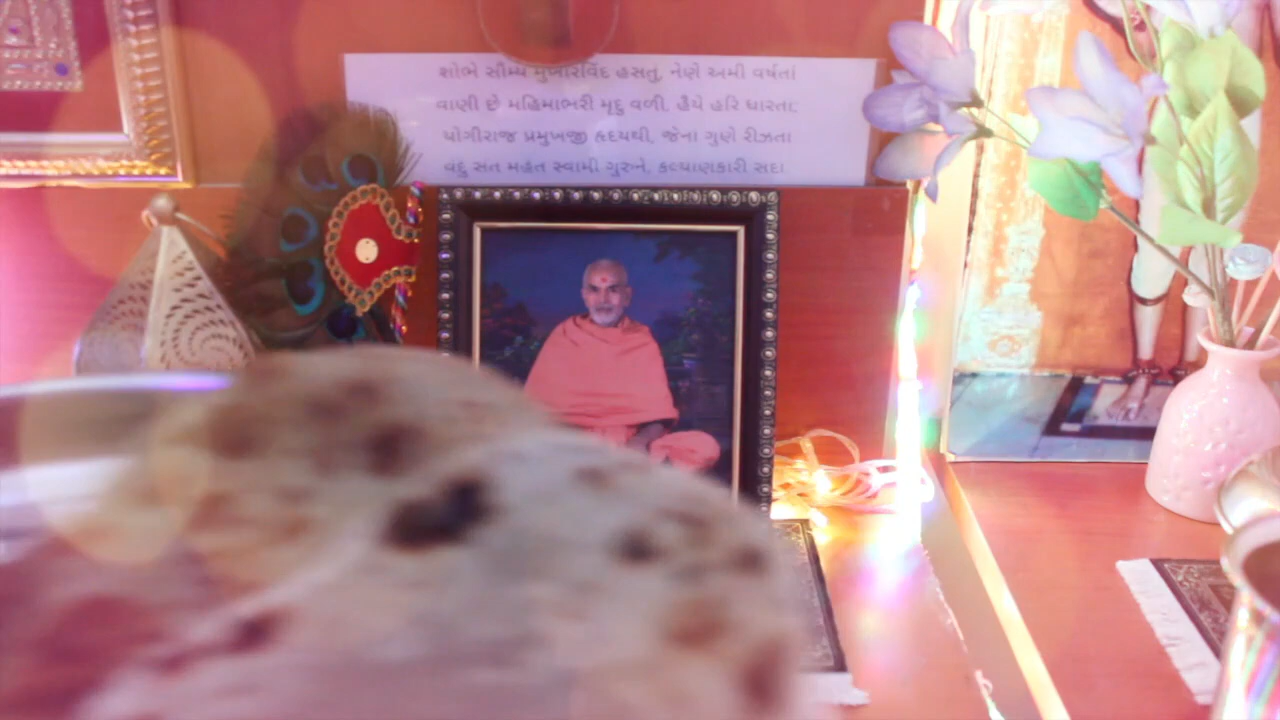 શોભે સૌમ્ય મુખારવિંદ હસતુ, નેણે અમી વર્ષતાં
વાણી છે મહિમાભરી મૃદુ વળી, હૈયે હરિ ધારતા
યોગીરાજ પ્રમુખજી હૃદયથી, જેના ગુણે રીઝતા
વંદુ સંત મહંત સ્વામી ગુરુને, કલ્યાણકારી સદા